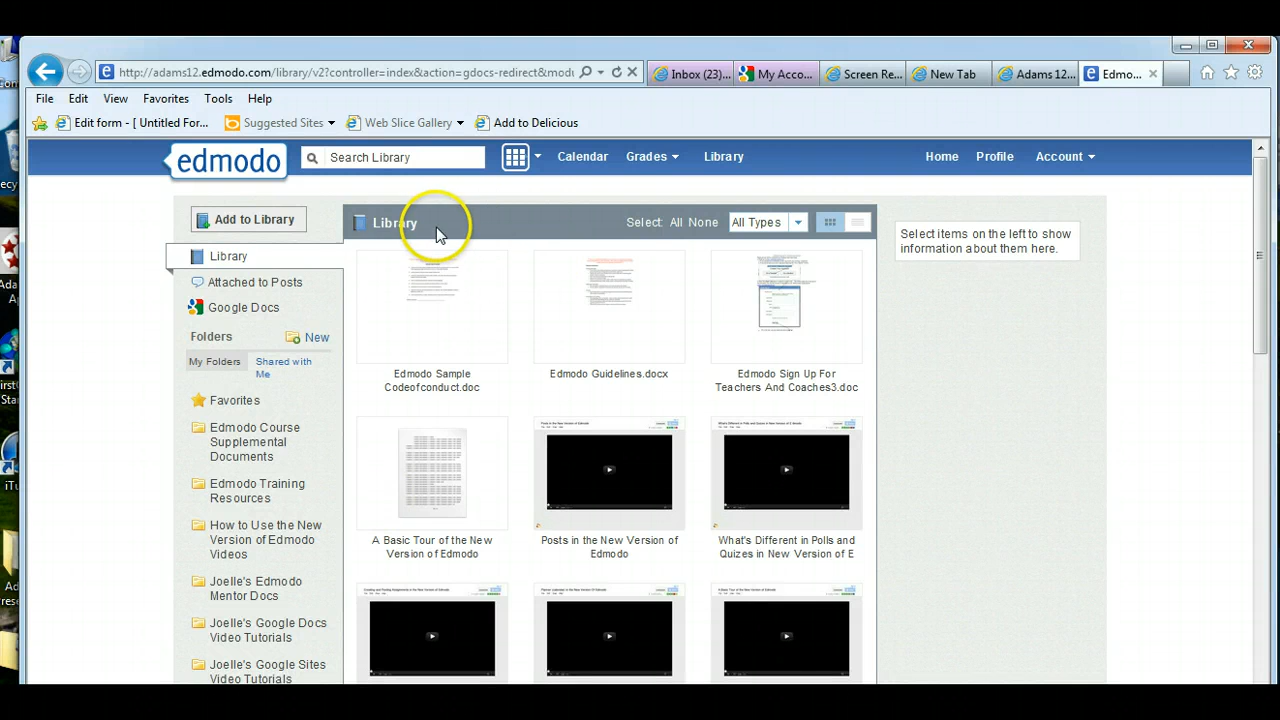 http://adams12.edmodo.com/library/v2?controller=index&action=gdocs-redirect&modu
Inbox (23)...
My Acco...
Screen Re...
New Tab
Adams 12...
Edmo...
File Edit View Favorites Tools Help
Edit form - [ Untitled For...
Suggested Sites
Web Slice Gallery
Add to Delicious
edmodo
Search Library
Calendar
Grades
Library
Home
Profile
Account
Add to Library
Library
Select: All None
All Types
Select items on the left to show
information about them here.
Library
Attached to Posts
Google Docs
Folders
New
My Folders
Shared with
Me
Favorites
Edmodo Course
Supplemental
Documents
Edmodo Training
Resources
How to Use the New
Version of Edmodo
Videos
Joelle's Edmodo
Mentor Docs
Joelle's Google Docs
Video Tutorials
Joelle's Google Sites
Video Tutorials
Edmodo Sample
Codeofconduct.doc
Edmodo Guidelines.docx
Edmodo Sign Up For
Teachers And Coaches3.doc
A Basic Tour of the New
Version of Edmodo
Posts in the New Version of
Edmodo
What's Different in Polls and
Quizes in New Version of E